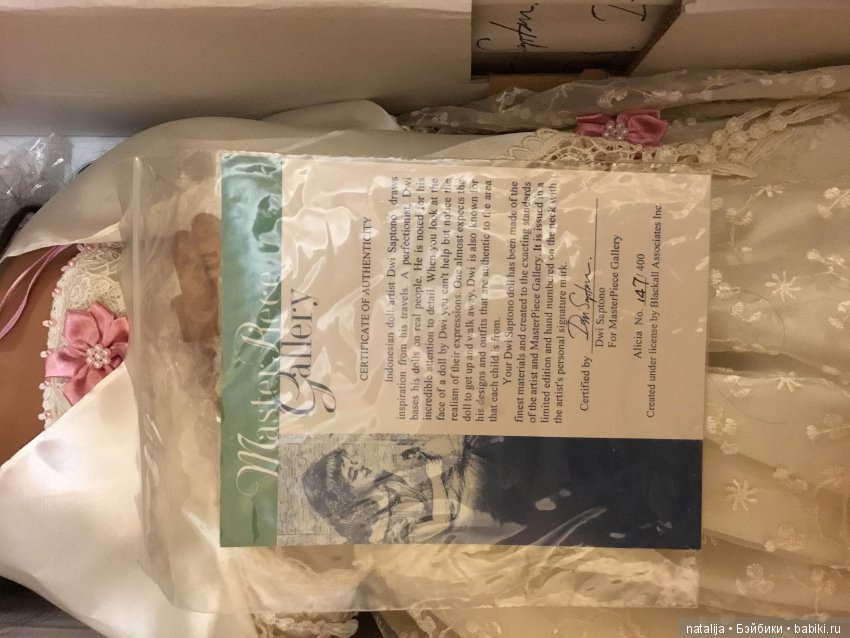 MasterPiece
Gallery
CERTIFICATE OF AUTHENTICITY
Indonesian doll artist Dwi Saptono draws
inspiration from his travels. A perfectionist, Dwi
bases his dolls on real people. He is noted for his
incredible attention to detail. When you look at the
face of a doll by Dwi you can't help but notice the
realism of their expressions. One almost expects the
doll to get up and walk away. Dwi is also known for
his designs and outfits that are authentic to the area
that each child is from.
Your Dwi Saptono doll has been made of the
finest materials and created to the exacting standards
of the artist and MasterPiece Gallery. It is issued in a
limited edition and hand numbered on the neck with
the artist's personal signature mark.
Certified by
Dwi Saptono
For MasterPiece Gallery
Alicia No. 147/ 400
Created under license by Blackall Associates Inc.
natalija • Бэйбики • babiki.ru